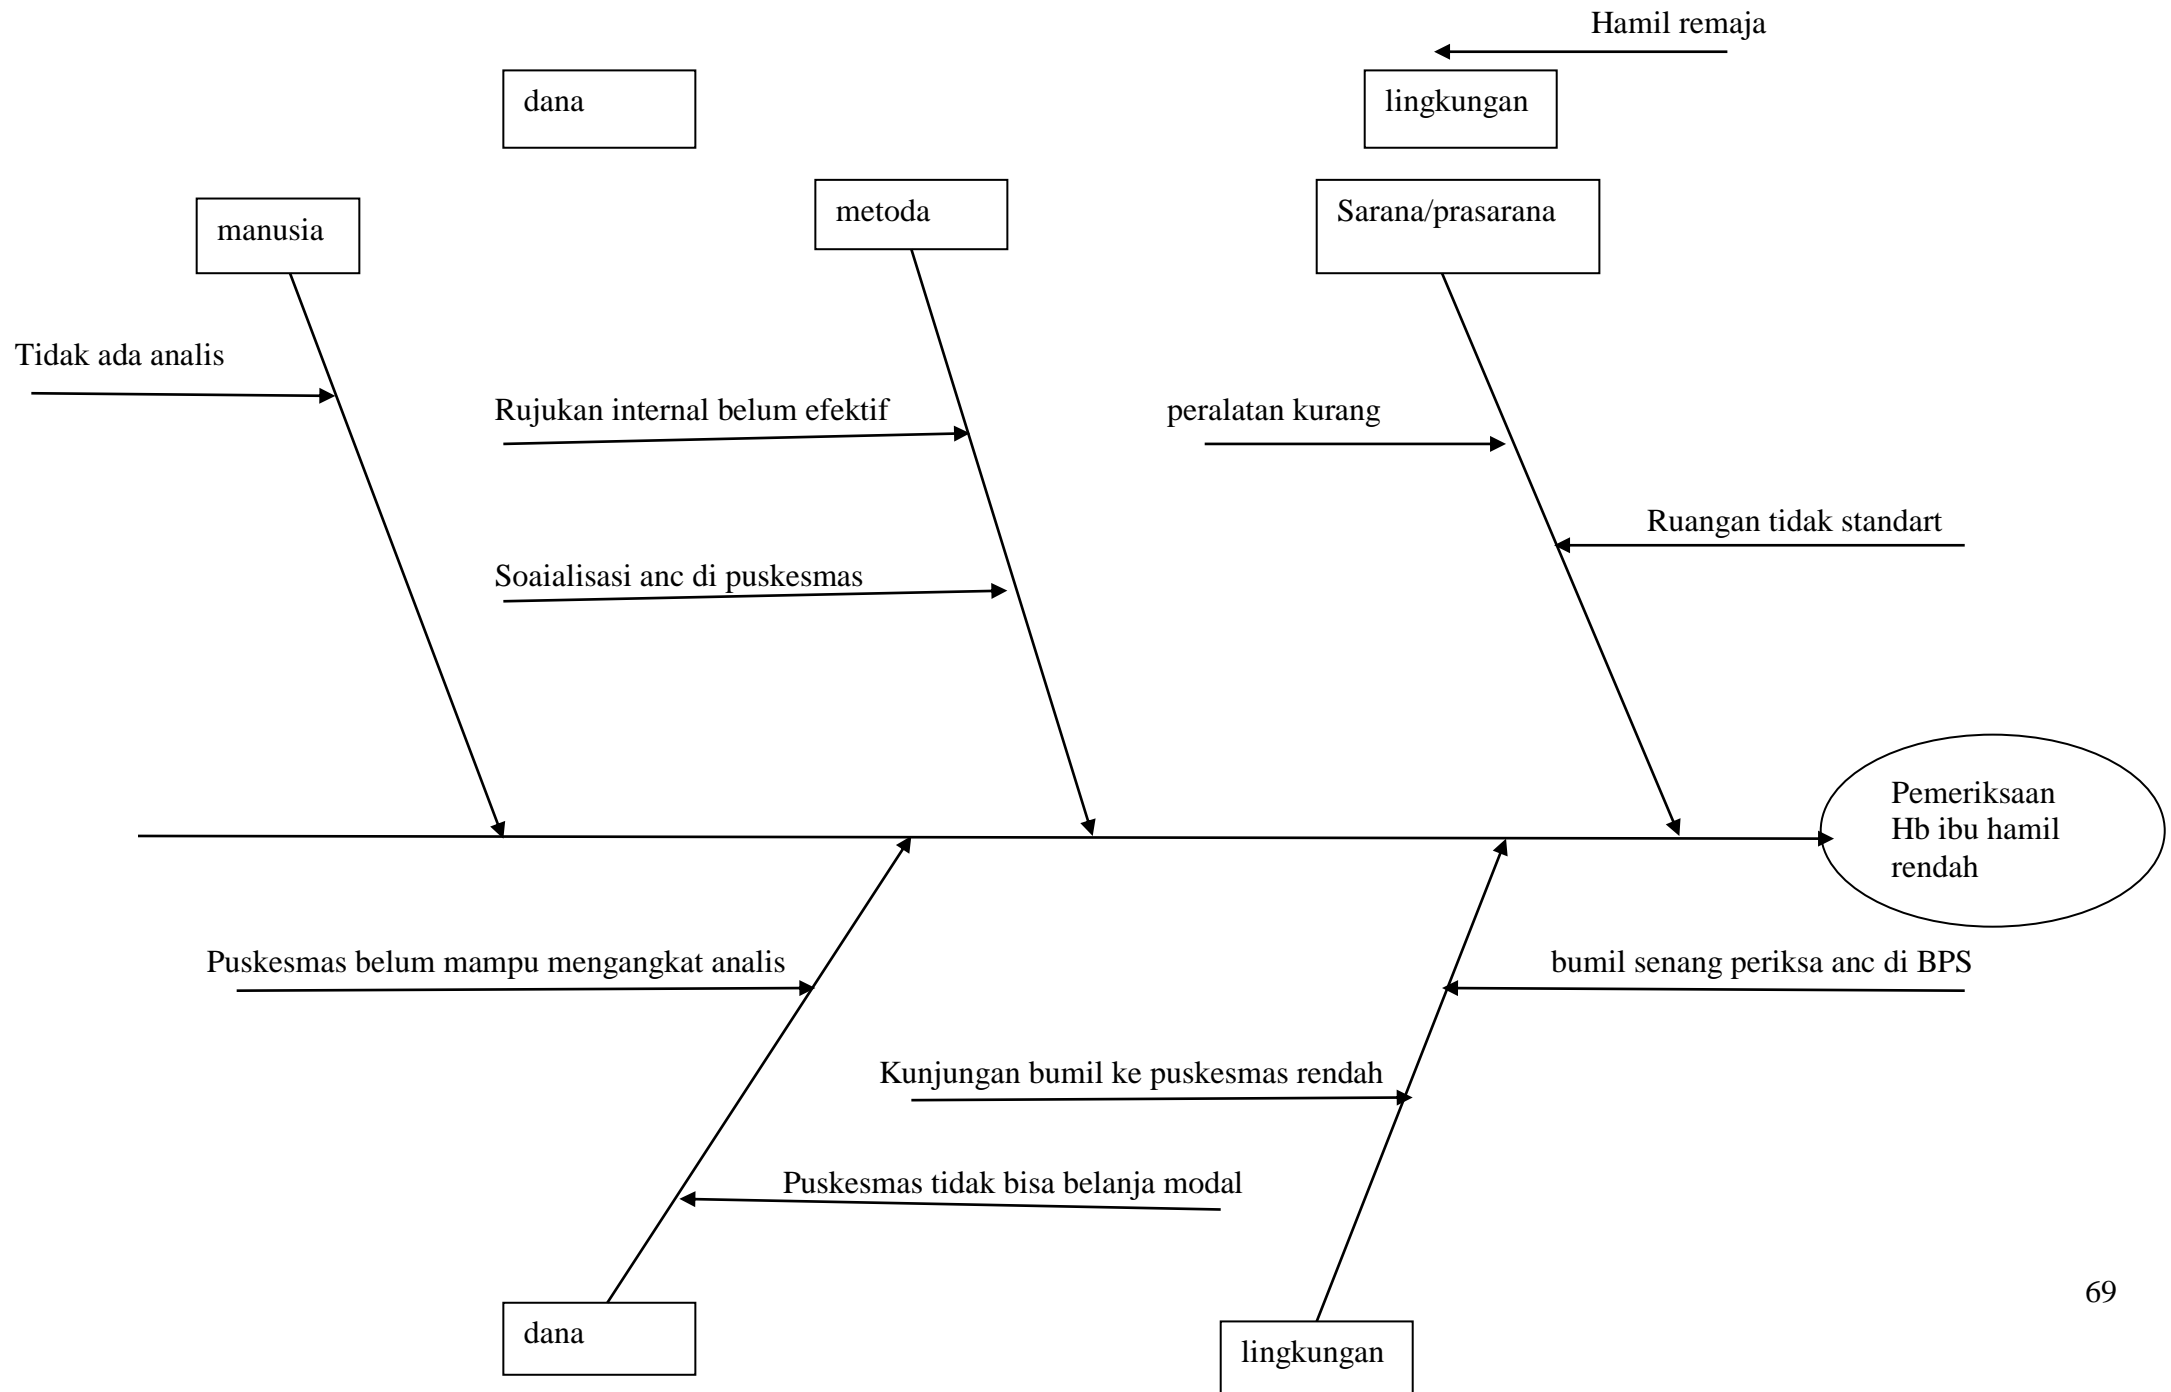 Hamil remaja
dana
lingkungan
manusia
metoda
Sarana/prasarana
Tidak ada analis
Rujukan internal belum efektif
peralatan kurang
Ruangan tidak standart
Soaialisasi anc di puskesmas
Pemeriksaan
Hb ibu hamil
rendah
Puskesmas belum mampu mengangkat analis
bumil senang periksa anc di BPS
Kunjungan bumil ke puskesmas rendah
Puskesmas tidak bisa belanja modal
69
dana
lingkungan